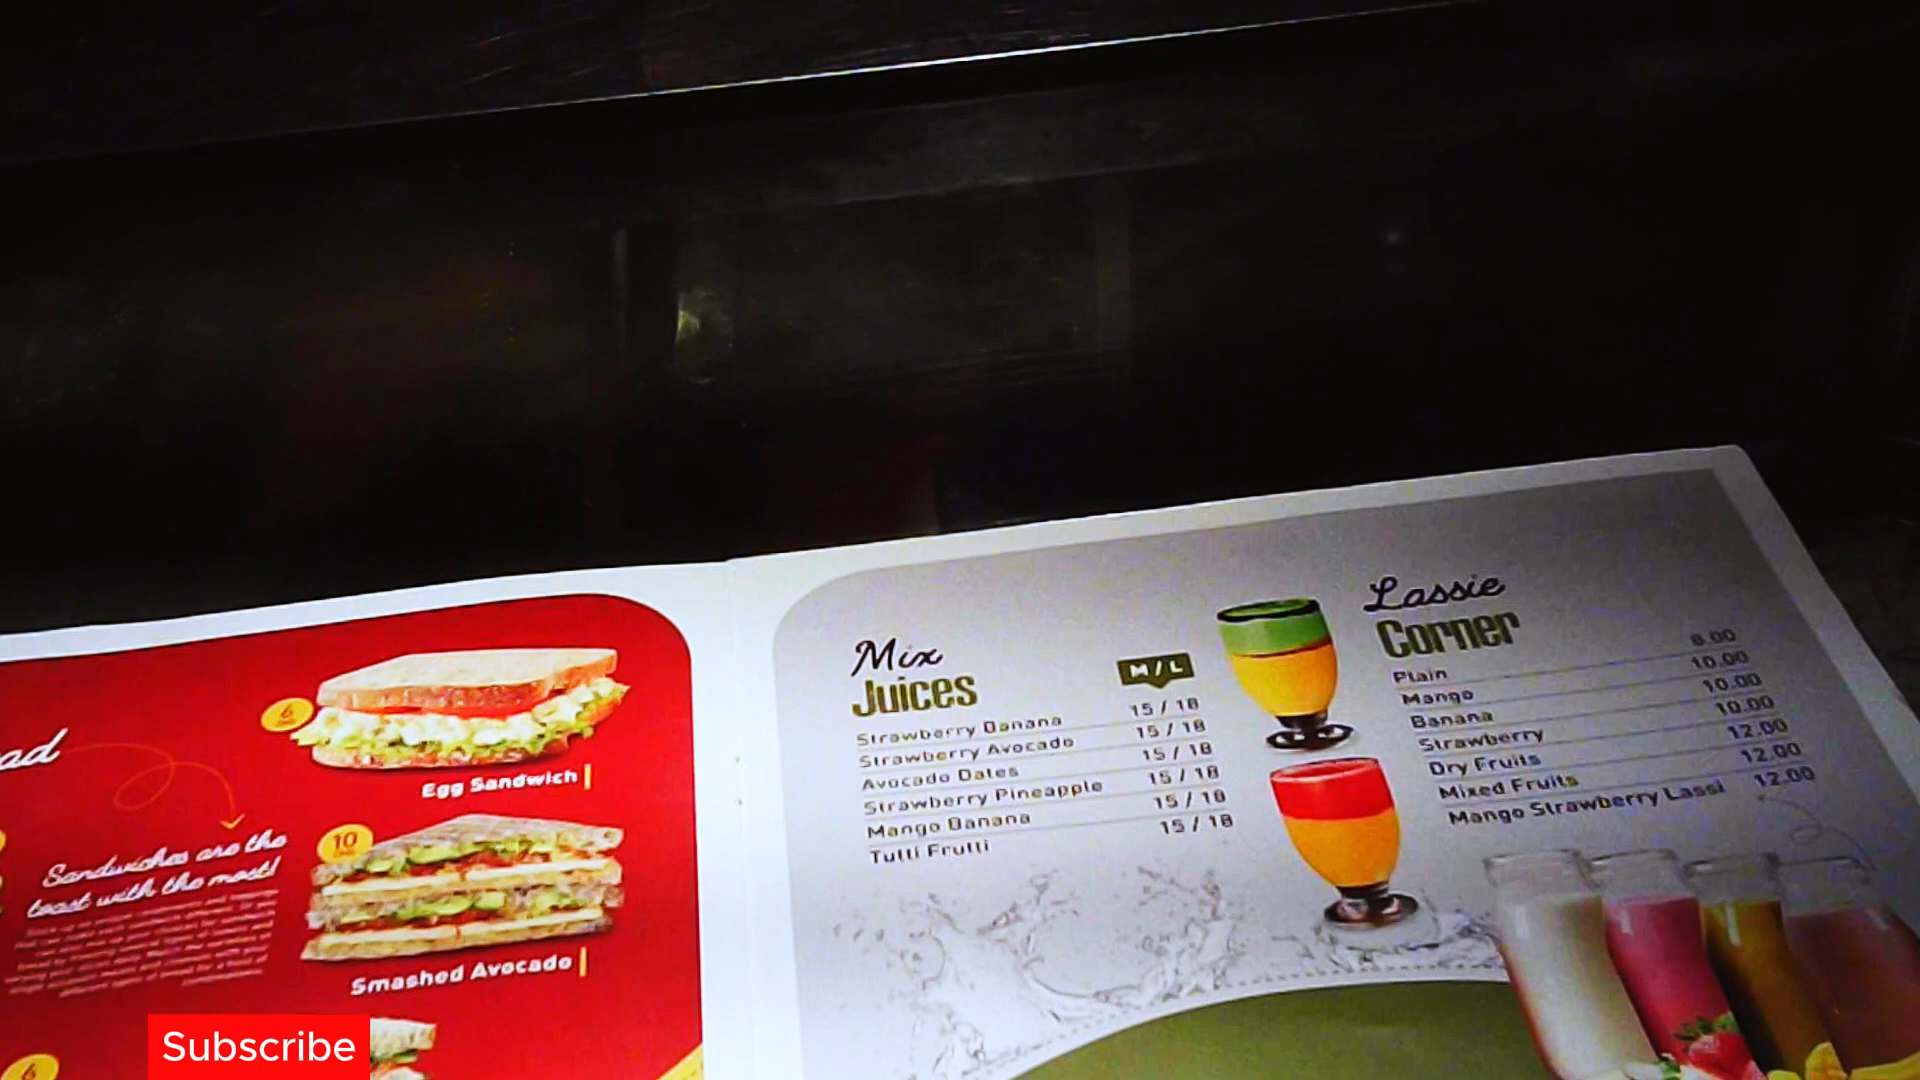 ad
Sandwiches are the
toast with the most!
6
Egg Sandwich
10
Smashed Avocado
6
Subscribe
Mix
Juices
M/L
Strawberry Banana 15 / 18
Strawberry Avocado 15 / 18
Avocado Dates 15 / 18
Strawberry Pineapple 15 / 18
Mango Banana 15 / 18
Tutti Frutti 15 / 18
Lassie
Corner
Plain 8.00
Mango 10.00
Banana 10.00
Strawberry 10.00
Dry Fruits 12.00
Mixed Fruits 12.00
Mango Strawberry Lassi 12.00